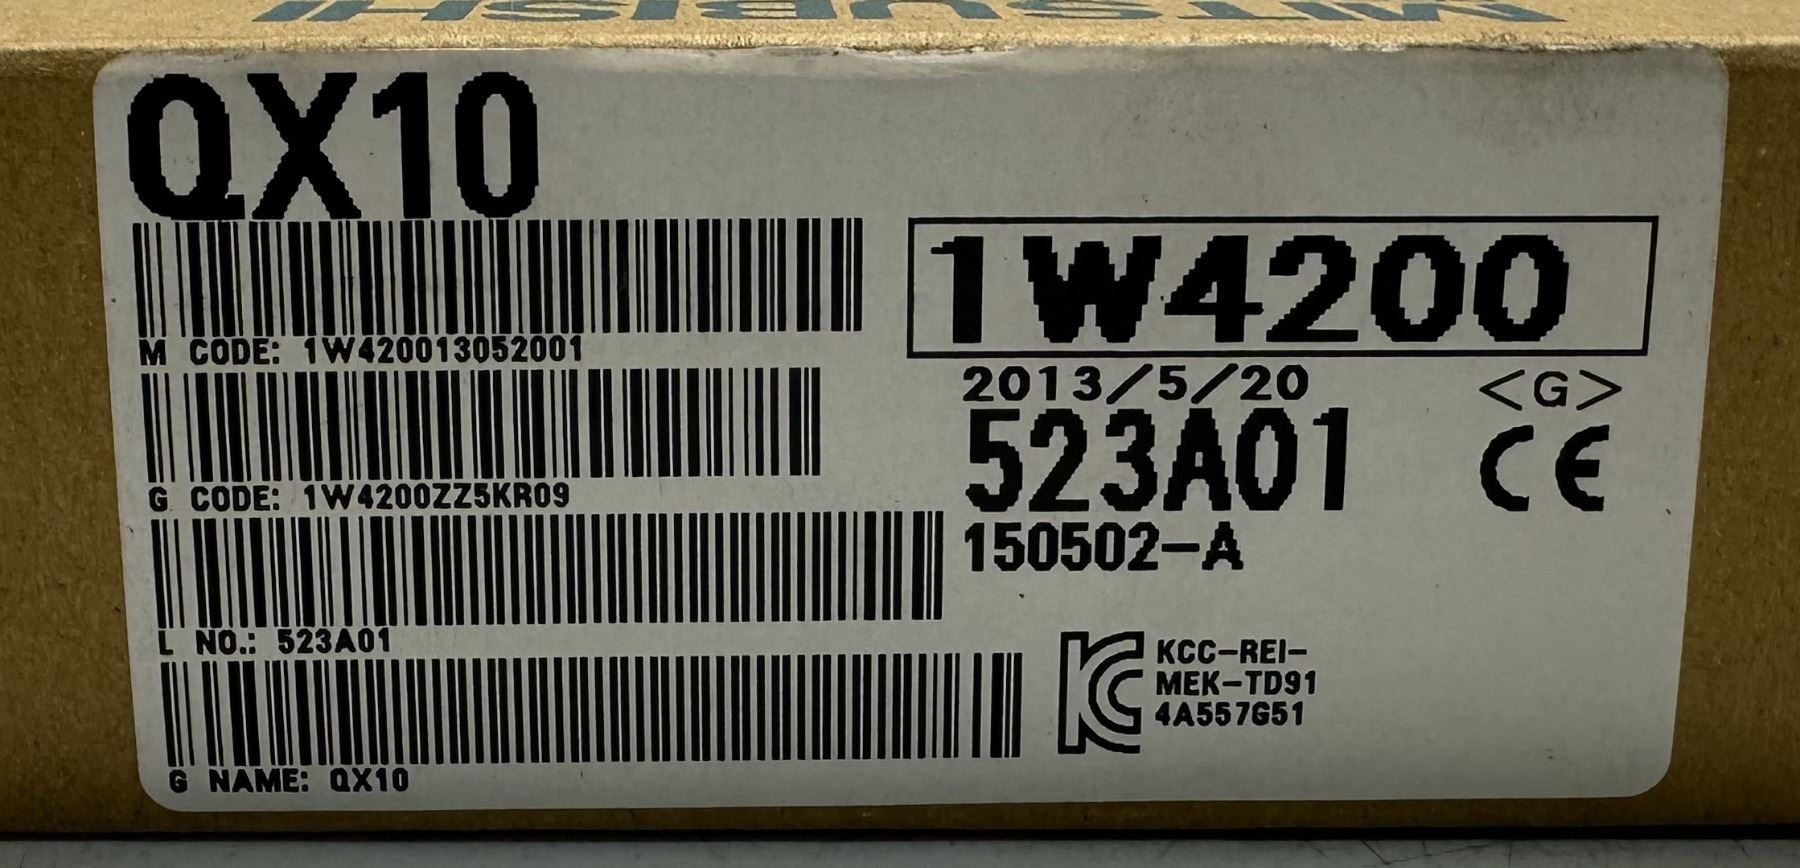 MITSUBISHI
QX10
1W4200
M CODE: 1W420013052001
2013/5/20 <G>
523A01 CE
G CODE: 1W4200ZZ5KR09
150502-A
L NO.: 523A01
KCC-REI-
MEK-TD91
4A557G51
G NAME: QX10